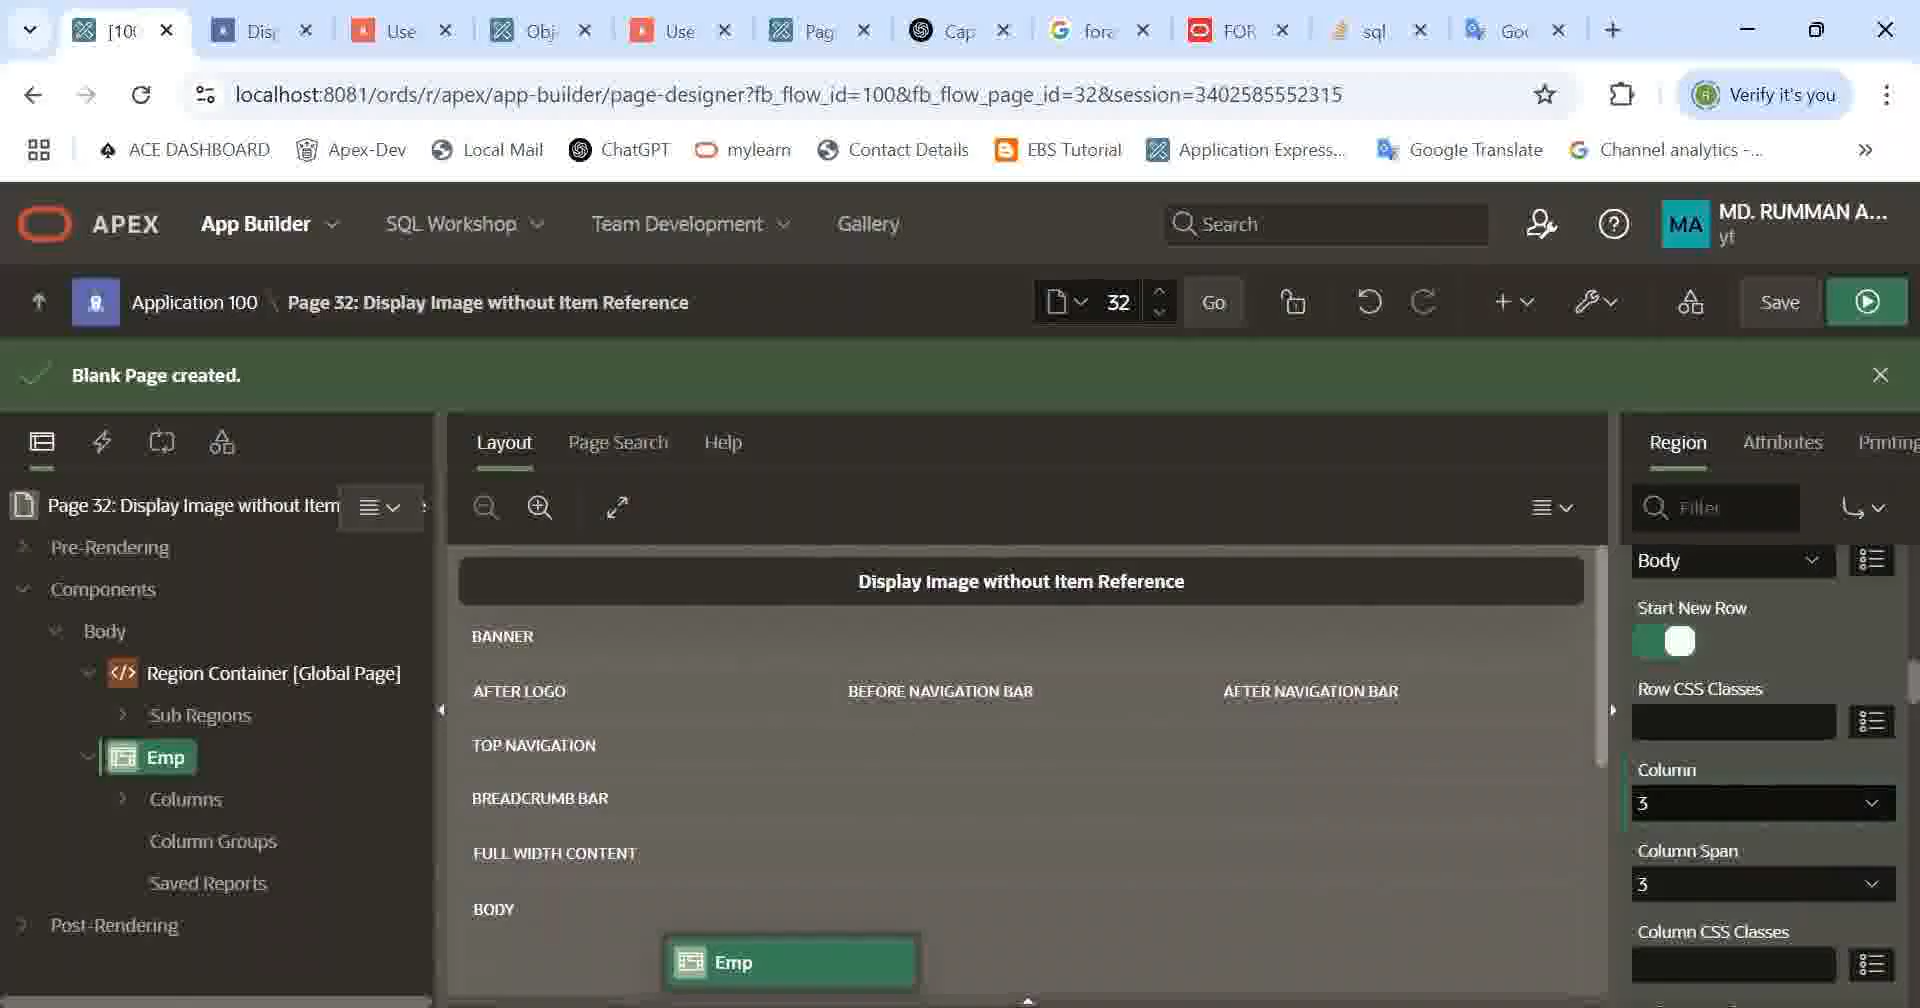 [100
Disp
Use
Obj
Use
Pag
Cap
fora
FOR
sql
Goo
localhost:8081/ords/r/apex/app-builder/page-designer?fb_flow_id=100&fb_flow_page_id=32&session=3402585552315
Verify it's you
ACE DASHBOARD
Apex-Dev
Local Mail
ChatGPT
mylearn
Contact Details
EBS Tutorial
Application Express...
Google Translate
Channel analytics -...
APEX
App Builder
SQL Workshop
Team Development
Gallery
Search
MA
MD. RUMMAN A...
yt
Application 100 \ Page 32: Display Image without Item Reference
32
Go
Save
Blank Page created.
Layout
Page Search
Help
Region
Attributes
Printing
Page 32: Display Image without Item
Filter
Pre-Rendering
Components
Body
Region Container [Global Page]
Sub Regions
Emp
Columns
Column Groups
Saved Reports
Post-Rendering
Display Image without Item Reference
BANNER
AFTER LOGO
BEFORE NAVIGATION BAR
AFTER NAVIGATION BAR
TOP NAVIGATION
BREADCRUMB BAR
FULL WIDTH CONTENT
BODY
Emp
Body
Start New Row
Row CSS Classes
Column
3
Column Span
3
Column CSS Classes